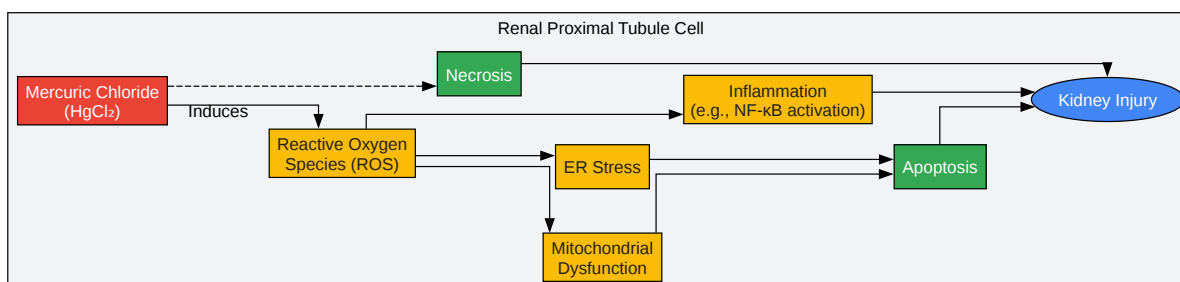 Renal Proximal Tubule Cell
Mercuric Chloride
(HgCl₂)
Induces
Necrosis
Reactive Oxygen
Species (ROS)
Inflammation
(e.g., NF-κB activation)
Kidney Injury
ER Stress
Apoptosis
Mitochondrial
Dysfunction